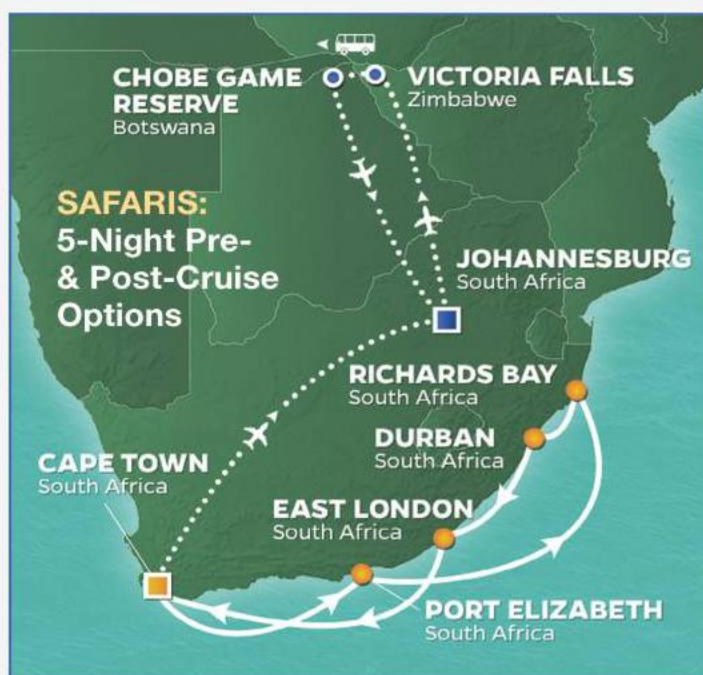 CHOBE GAME
RESERVE
Botswana
VICTORIA FALLS
Zimbabwe
SAFARIS:
5-Night Pre-
& Post-Cruise
Options
JOHANNESBURG
South Africa
RICHARDS BAY
South Africa
DURBAN
South Africa
CAPE TOWN
South Africa
EAST LONDON
South Africa
PORT ELIZABETH
South Africa